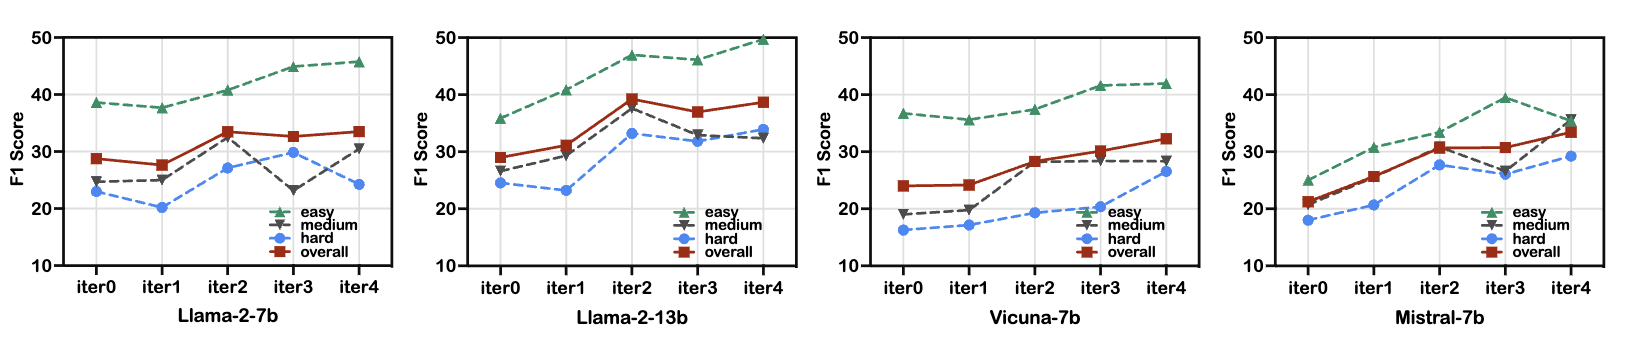 F1 Score
50
40
30
20
10
easy
medium
hard
overall
iter0 iter1 iter2 iter3 iter4
Llama-2-7b
F1 Score
50
40
30
20
10
easy
medium
hard
overall
iter0 iter1 iter2 iter3 iter4
Llama-2-13b
F1 Score
50
40
30
20
10
easy
medium
hard
overall
iter0 iter1 iter2 iter3 iter4
Vicuna-7b
F1 Score
50
40
30
20
10
easy
medium
hard
overall
iter0 iter1 iter2 iter3 iter4
Mistral-7b